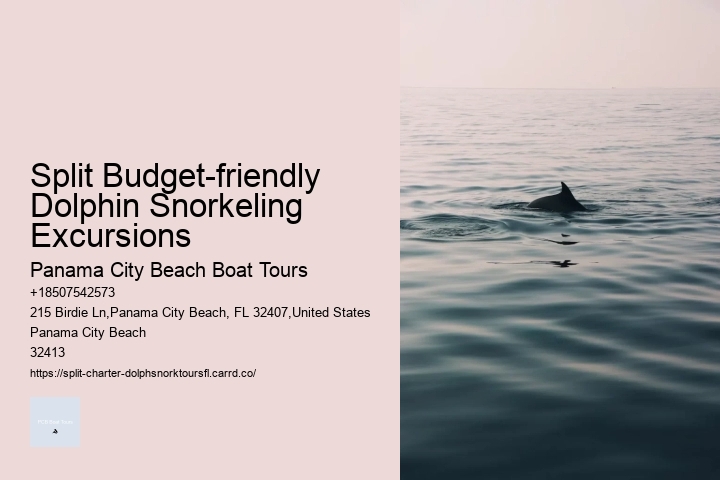 Split Budget-friendly
Dolphin Snorkeling
Excursions
Panama City Beach Boat Tours
+18507542573
215 Birdie Ln,Panama City Beach, FL 32407,United States
Panama City Beach
32413
https://split-charter-dolphsnorktoursfl.carrd.co/